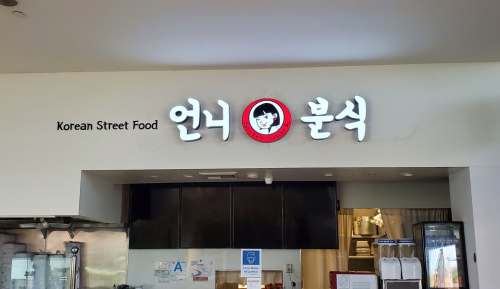 Korean Street Food 언니 분식
A